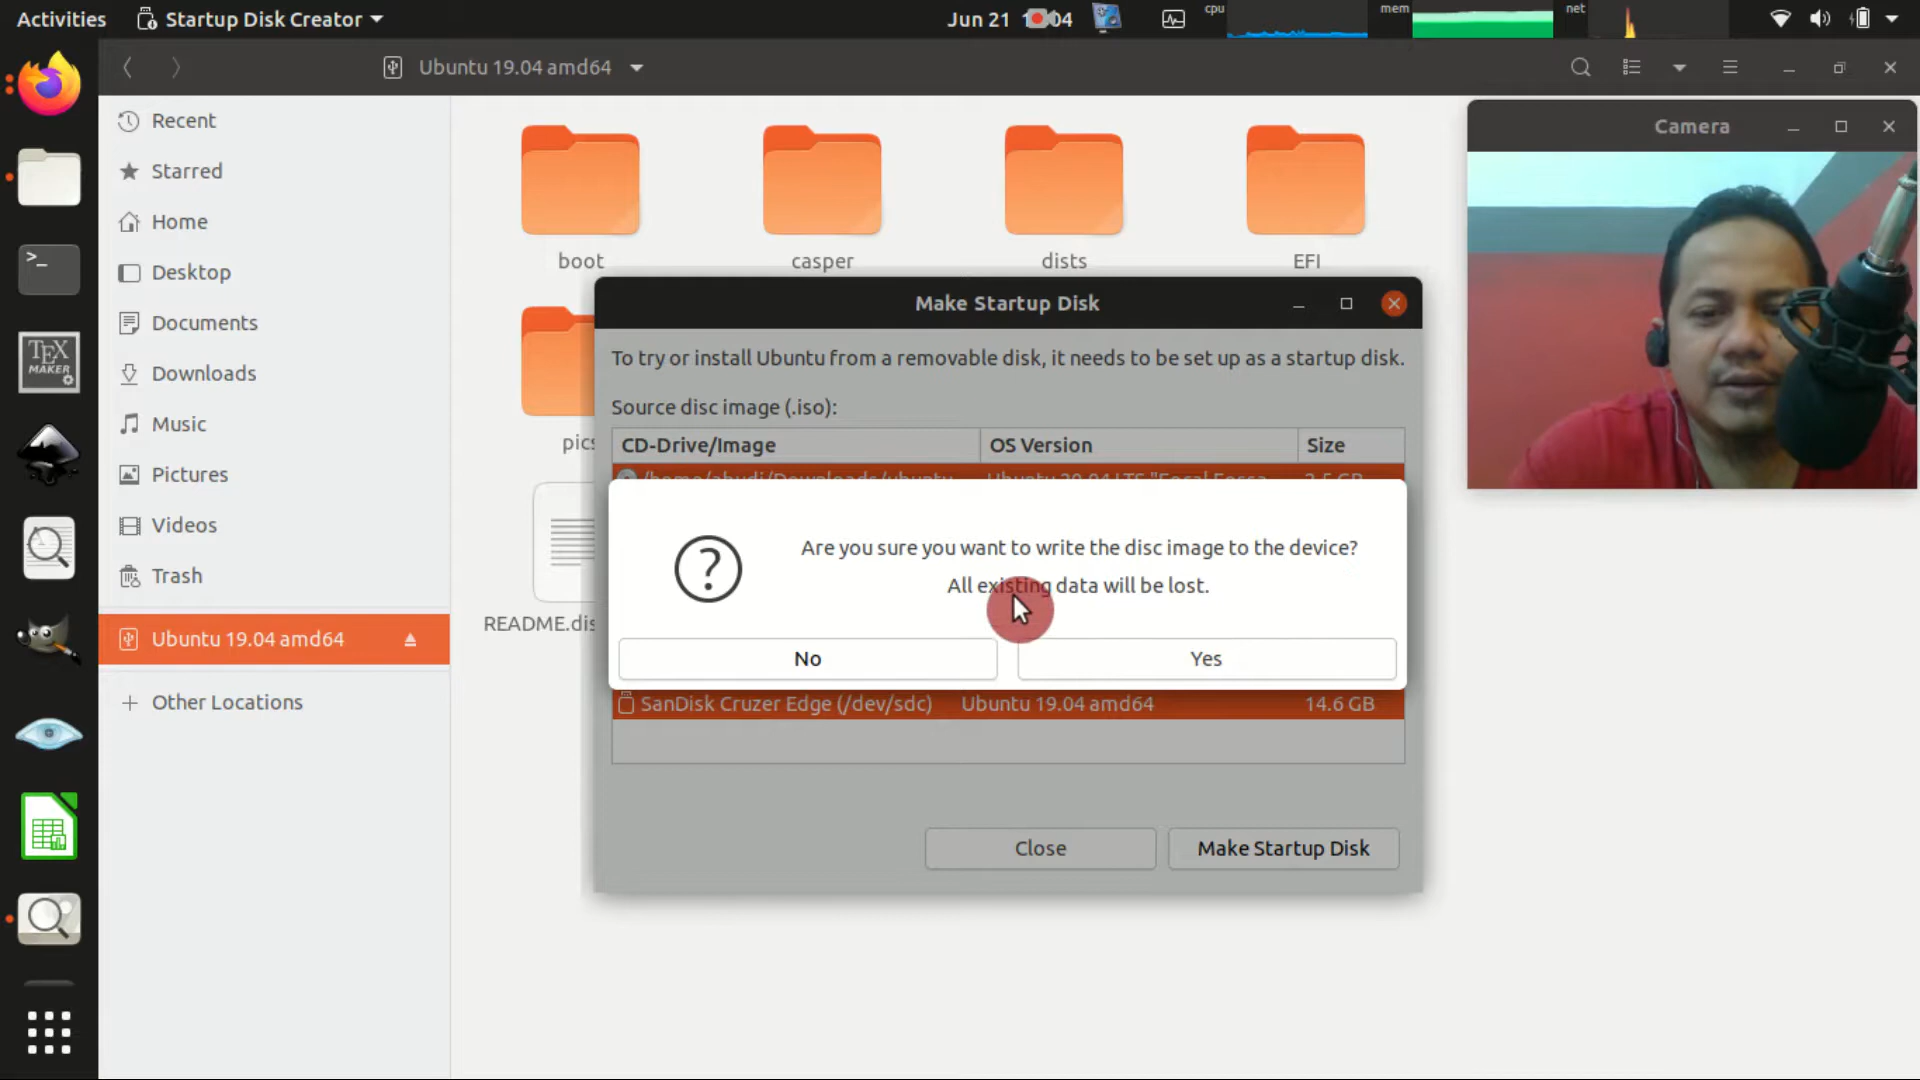 Activities
Startup Disk Creator
Jun 21
cpu
mem
net
Ubuntu 19.04 amd64
Recent
Starred
Home
Desktop
Documents
Downloads
Music
Pictures
Videos
Trash
Ubuntu 19.04 amd64
Other Locations
>_
TEX
MAKER
boot
casper
dists
EFI
pics
README.dis
Camera
Make Startup Disk
To try or install Ubuntu from a removable disk, it needs to be set up as a startup disk.
Source disc image (.iso):
CD-Drive/Image OS Version Size
Are you sure you want to write the disc image to the device?
All existing data will be lost.
No Yes
SanDisk Cruzer Edge (/dev/sdc) Ubuntu 19.04 amd64 14.6 GB
Close Make Startup Disk